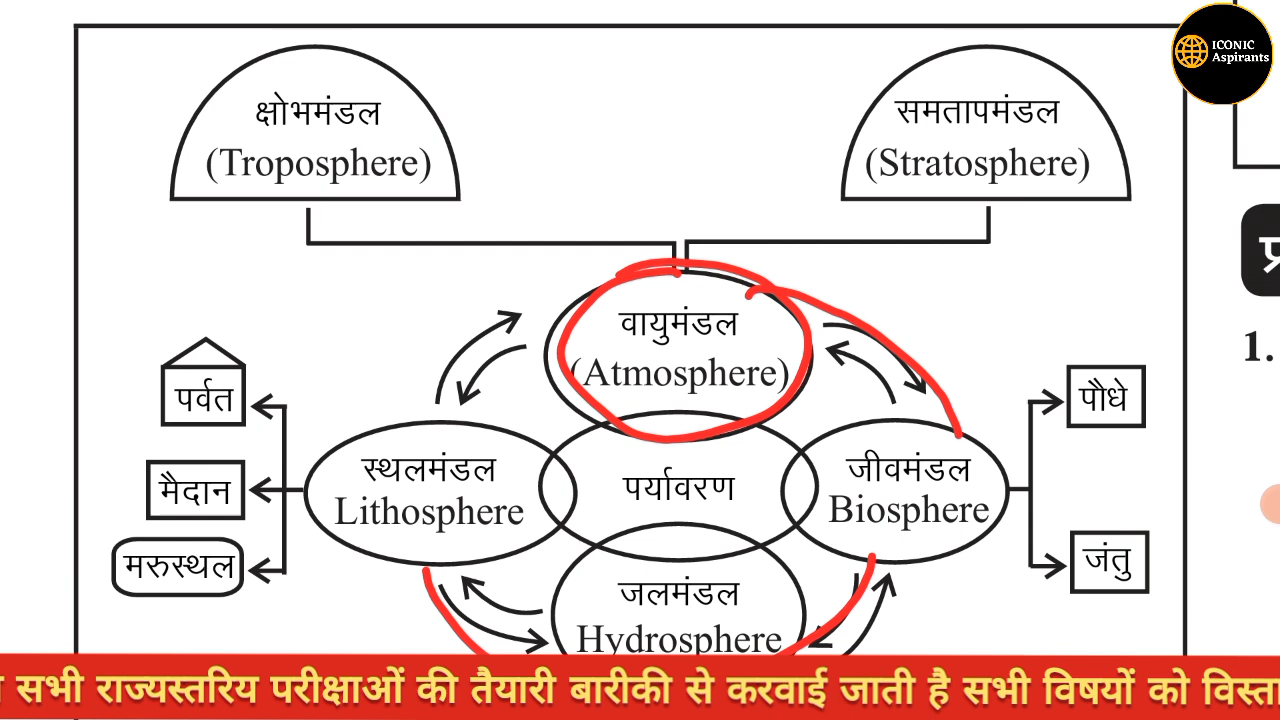 ICONIC
Aspirants
क्षोभमंडल
(Troposphere)
समतापमंडल
(Stratosphere)
वायुमंडल
(Atmosphere)
पर्वत
मैदान
मरुस्थल
स्थलमंडल
Lithosphere
पर्यावरण
जीवमंडल
Biosphere
पौधे
जंतु
जलमंडल
Hydrosphere
1.
सभी राज्यस्तरिय परीक्षाओं की तैयारी बारीकी से करवाई जाती है सभी विषयों को